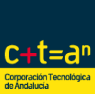 c+t=an
Corporación Tecnológica
de Andalucía